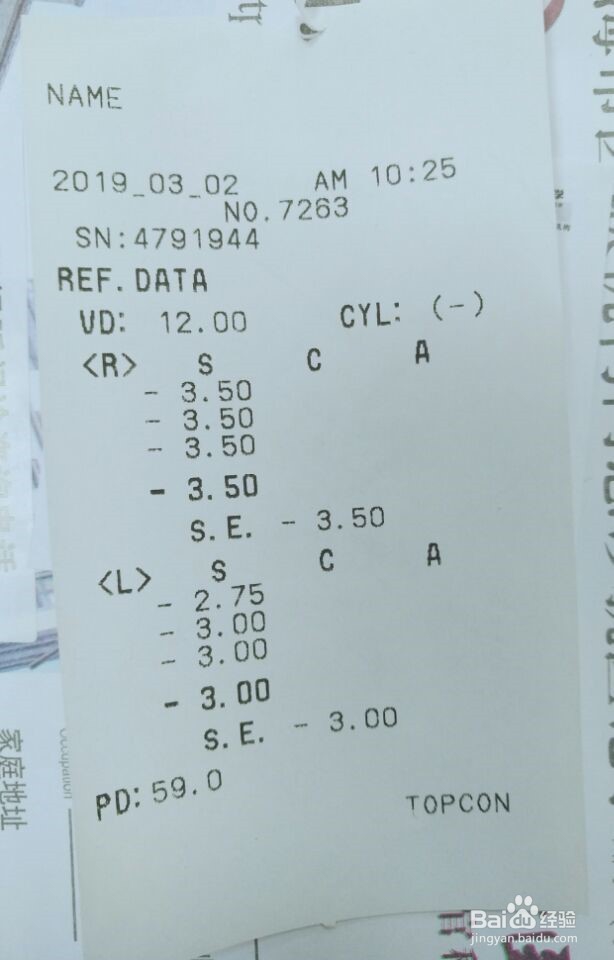 NAME
2019_03_02 AM 10:25
NO.7263
SN:4791944
REF.DATA
VD: 12.00 CYL: (-)
<R> S C A
- 3.50
- 3.50
- 3.50
- 3.50
S.E. - 3.50
<L> S C A
- 2.75
- 3.00
- 3.00
- 3.00
S.E. - 3.00
PD:59.0
TOPCON
家庭地址
Occupation
Baidu经验
jingyan.baidu.com